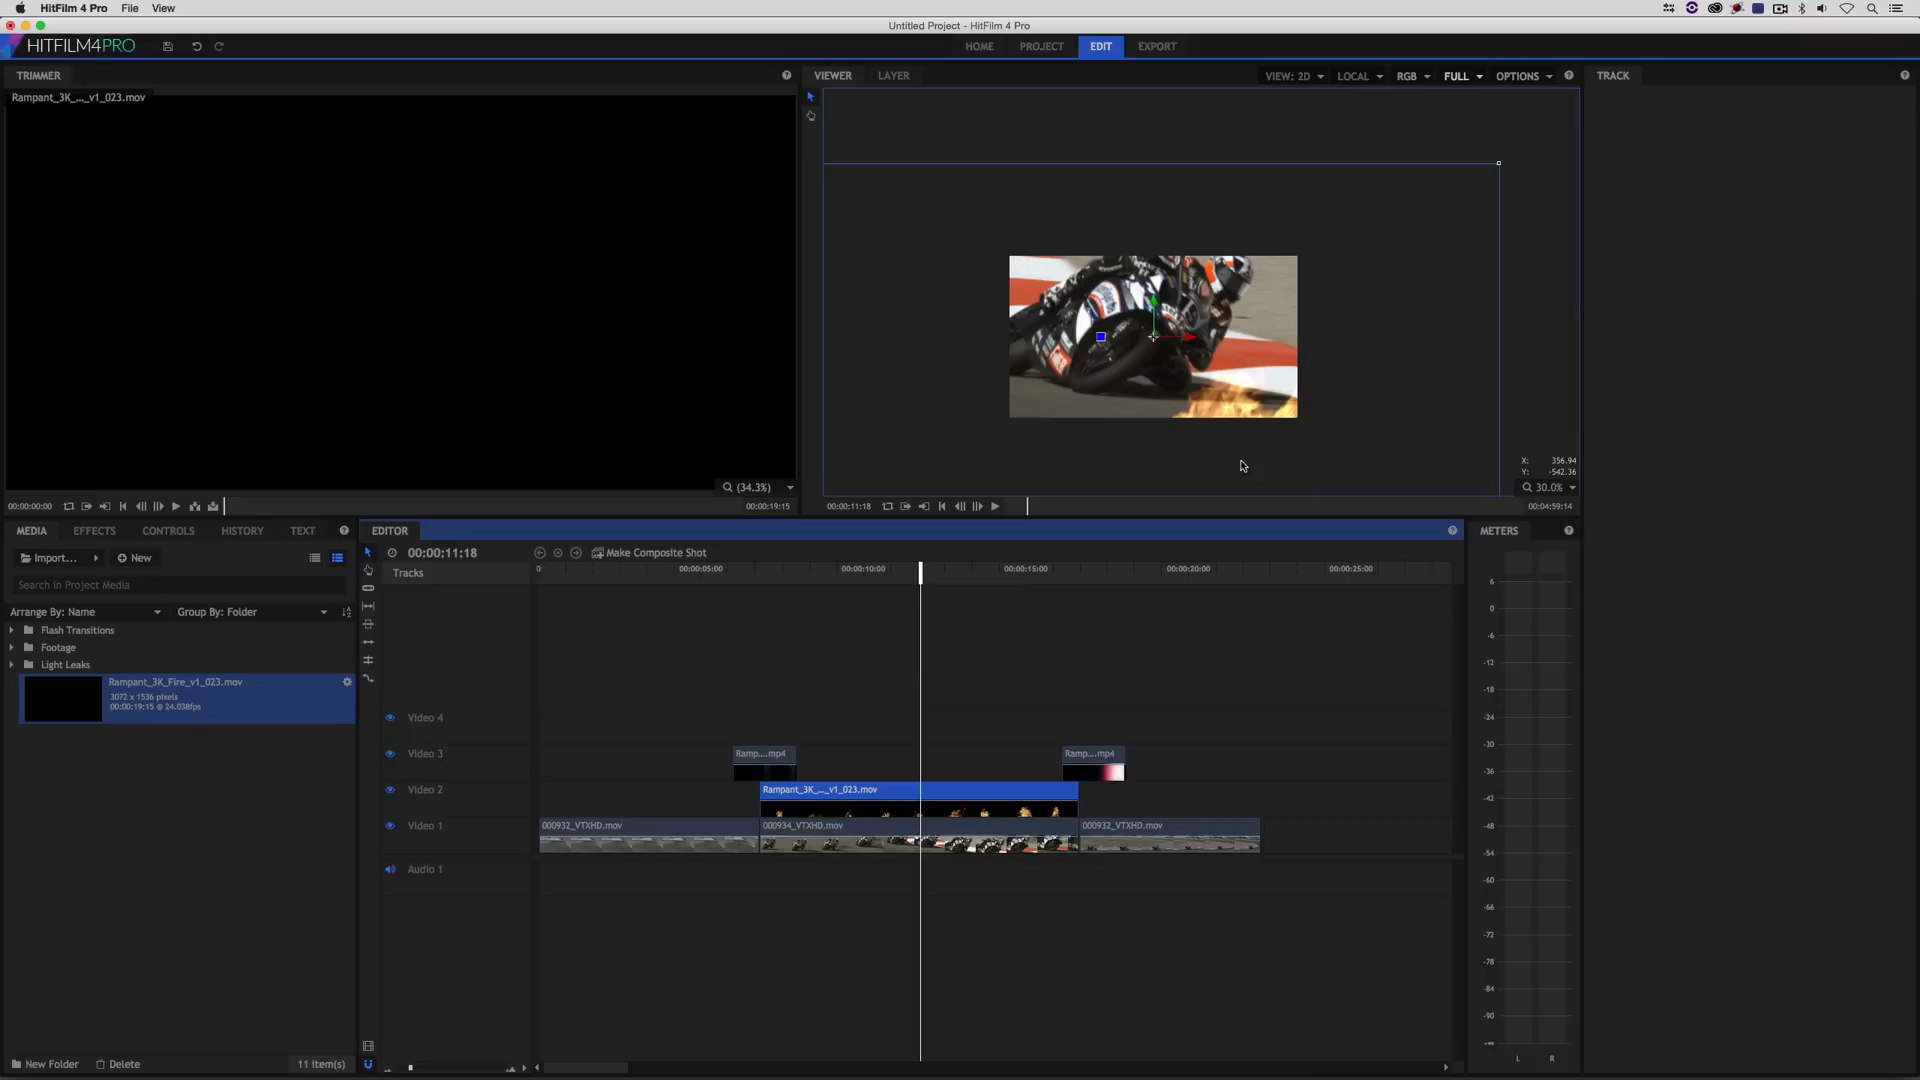 HitFilm 4 Pro File View
Untitled Project - HitFilm 4 Pro
HITFILM4PRO
HOME PROJECT EDIT EXPORT
TRIMMER
VIEWER LAYER
VIEW: 2D LOCAL RGB FULL OPTIONS
TRACK
Rampant_3K_..._v1_023.mov
X: 356.94
Y: -542.36
(34.3%)
30.0%
00:00:00:00
00:00:19:15
00:00:11:18
00:04:59:14
MEDIA EFFECTS CONTROLS HISTORY TEXT
EDITOR
METERS
Import... New
00:00:11:18
Make Composite Shot
Tracks
0 00:00:05:00 00:00:10:00 00:00:15:00 00:00:20:00 00:00:25:00
Search in Project Media
Arrange By: Name Group By: Folder
Flash Transitions
Footage
Light Leaks
Rampant_3K_Fire_v1_023.mov
3072 x 1536 pixels
00:00:19:15 @ 24.038fps
Video 4
Video 3
Ramp....mp4 Ramp....mp4
Video 2
Rampant_3K_..._v1_023.mov
Video 1
000932_VTXHD.mov 000934_VTXHD.mov 000932_VTXHD.mov
Audio 1
6
0
-6
-12
-18
-24
-30
-36
-42
-48
-54
-60
-66
-72
-78
-84
-90
L R
New Folder Delete 11 item(s)